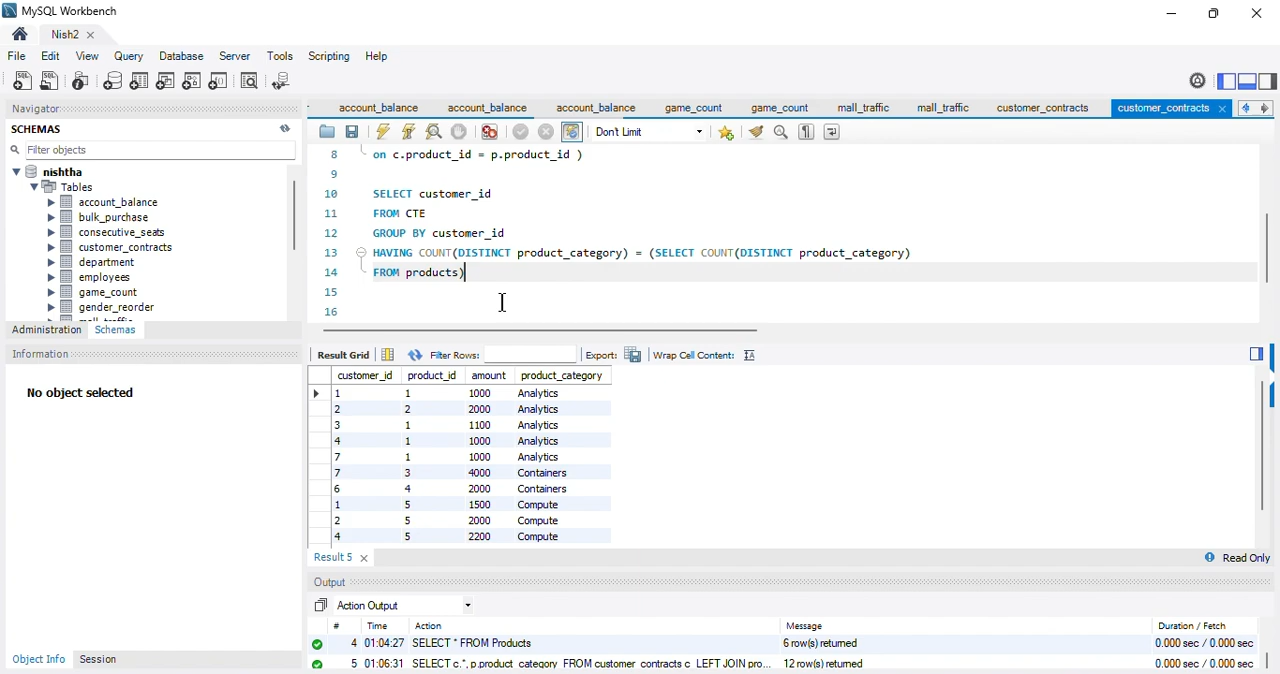 MySQL Workbench
Nish2
File Edit View Query Database Server Tools Scripting Help
Navigator
SCHEMAS
Filter objects
nishtha
Tables
account_balance
bulk_purchase
consecutive_seats
customer_contracts
department
employees
game_count
gender_reorder
Administration Schemas
Information
No object selected
Object Info Session
account_balance account_balance account_balance game_count game_count mall_traffic mall_traffic customer_contracts customer_contracts
Don't Limit
8 on c.product_id = p.product_id )
9
10 SELECT customer_id
11 FROM CTE
12 GROUP BY customer_id
13 HAVING COUNT(DISTINCT product_category) = (SELECT COUNT(DISTINCT product_category)
14 FROM products)
15
16
Result Grid Filter Rows: Export: Wrap Cell Content:
customer_id product_id amount product_category
1 1 1000 Analytics
2 2 2000 Analytics
3 1 1100 Analytics
4 1 1000 Analytics
7 1 1000 Analytics
7 3 4000 Containers
6 4 2000 Containers
1 5 1500 Compute
2 5 2000 Compute
4 5 2200 Compute
Result 5 Read Only
Output
Action Output
# Time Action Message Duration / Fetch
4 01:04:27 SELECT * FROM Products 6 row(s) returned 0.000 sec / 0.000 sec
5 01:06:31 SELECT c.*, p.product_category FROM customer_contracts c LEFT JOIN pro... 12 row(s) returned 0.000 sec / 0.000 sec